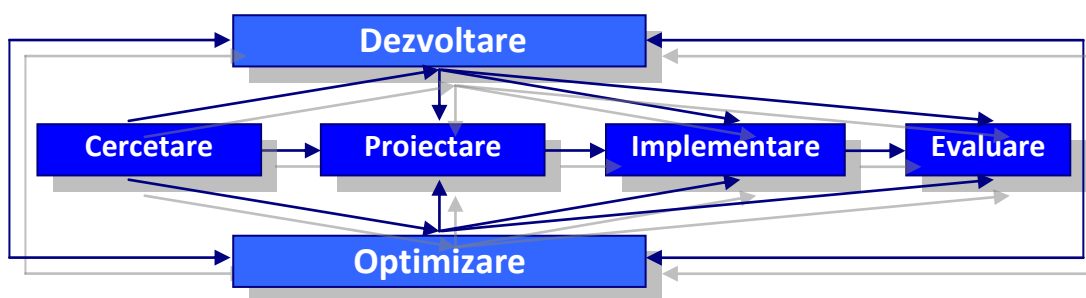 Dezvoltare
Cercetare
Proiectare
Implementare
Evaluare
Optimizare